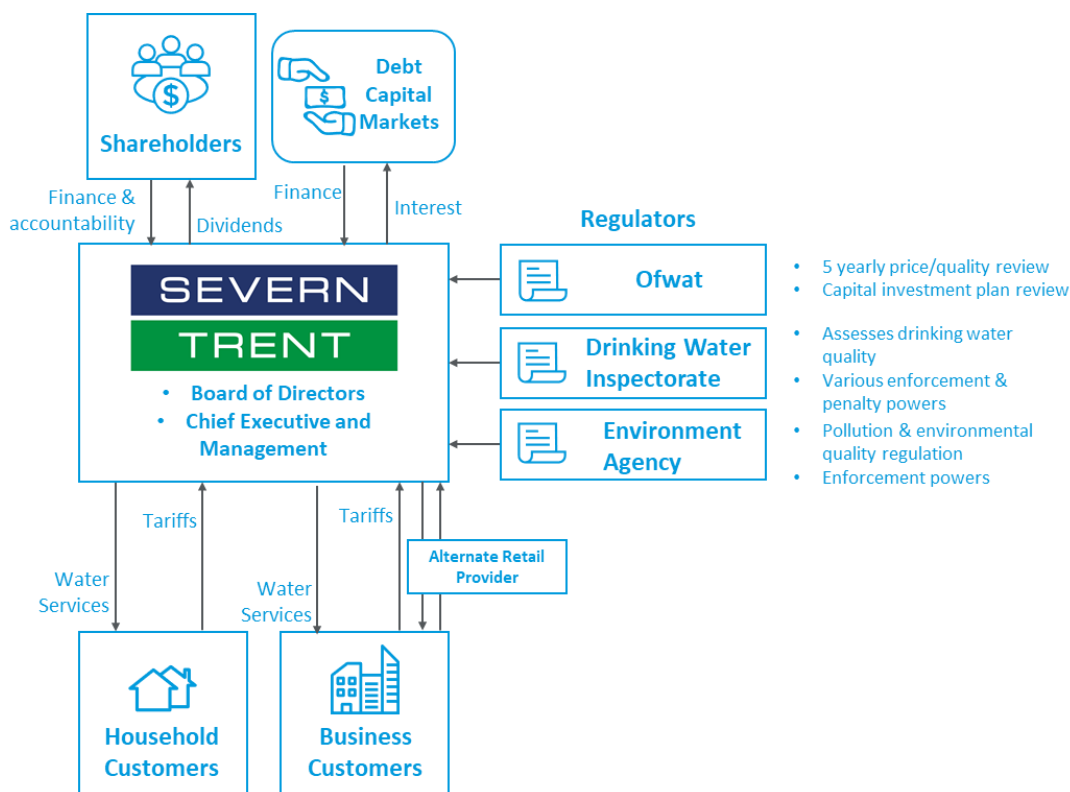 Shareholders
$
Debt
Capital
Markets
$
Finance &
accountability
Dividends
Finance
Interest
Regulators
SEVERN
TRENT
• Board of Directors
• Chief Executive and
Management
Ofwat
• 5 yearly price/quality review
• Capital investment plan review
Drinking Water
Inspectorate
• Assesses drinking water
quality
• Various enforcement &
penalty powers
Environment
Agency
• Pollution & environmental
quality regulation
• Enforcement powers
Tariffs
Water
Services
Tariffs
Water
Services
Alternate Retail
Provider
Household
Customers
Business
Customers